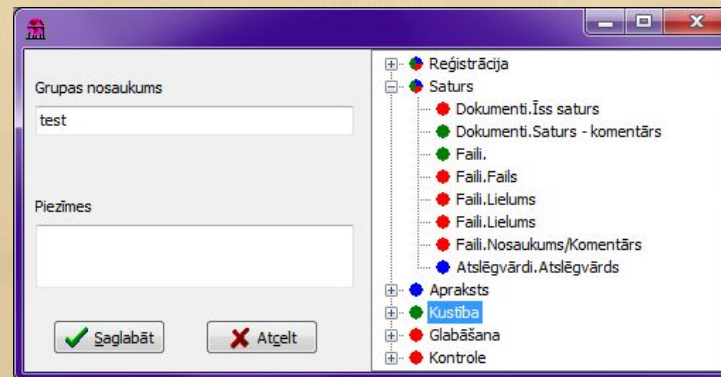 Grupas nosaukums
test
Piezīmes
Saglabāt
Atcelt
Reģistrācija
Saturs
Dokumenti.Īss saturs
Dokumenti.Saturs - komentārs
Faili.
Faili.Fails
Faili.Lielums
Faili.Lielums
Faili.Nosaukums/Komentārs
Atslēgvārdi.Atslēgvārds
Apraksts
Kustība
Glabāšana
Kontrole